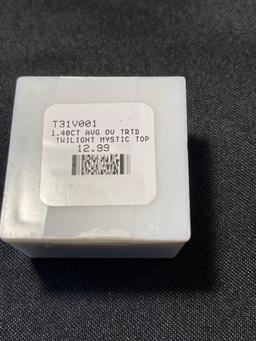 T31V001
1.40CT AVG OV TRTD
TWILIGHT MYSTIC TOP
12.99